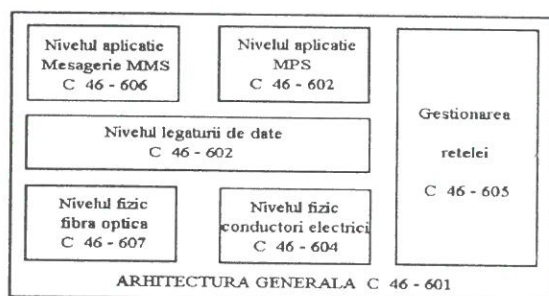 Nivelul aplicatie
Mesagerie MMS
C 46 - 606
Nivelul aplicatie
MPS
C 46 - 602
Nivelul legaturii de date
C 46 - 602
Nivelul fizic
fibra optica
C 46 - 607
Nivelul fizic
conductori electrici
C 46 - 604
Gestionarea
retelei
C 46 - 605
ARHITECTURA GENERALA C 46 - 601